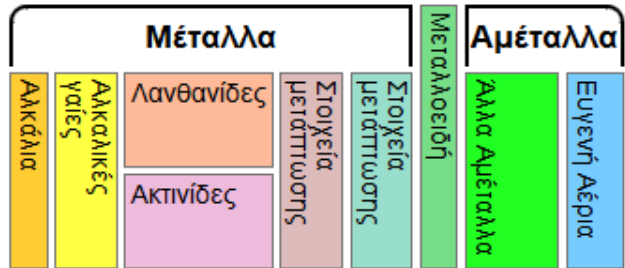 Μέταλλα
Αμέταλλα
Αλκάλια
Αλκαλικές
γαίες
Λανθανίδες
Ακτινίδες
Στοιχεία
μετάπτωσης
Στοιχεία
μετάπτωσης
Μεταλλοειδή
Άλλα Αμέταλλα
Ευγενή Αέρια